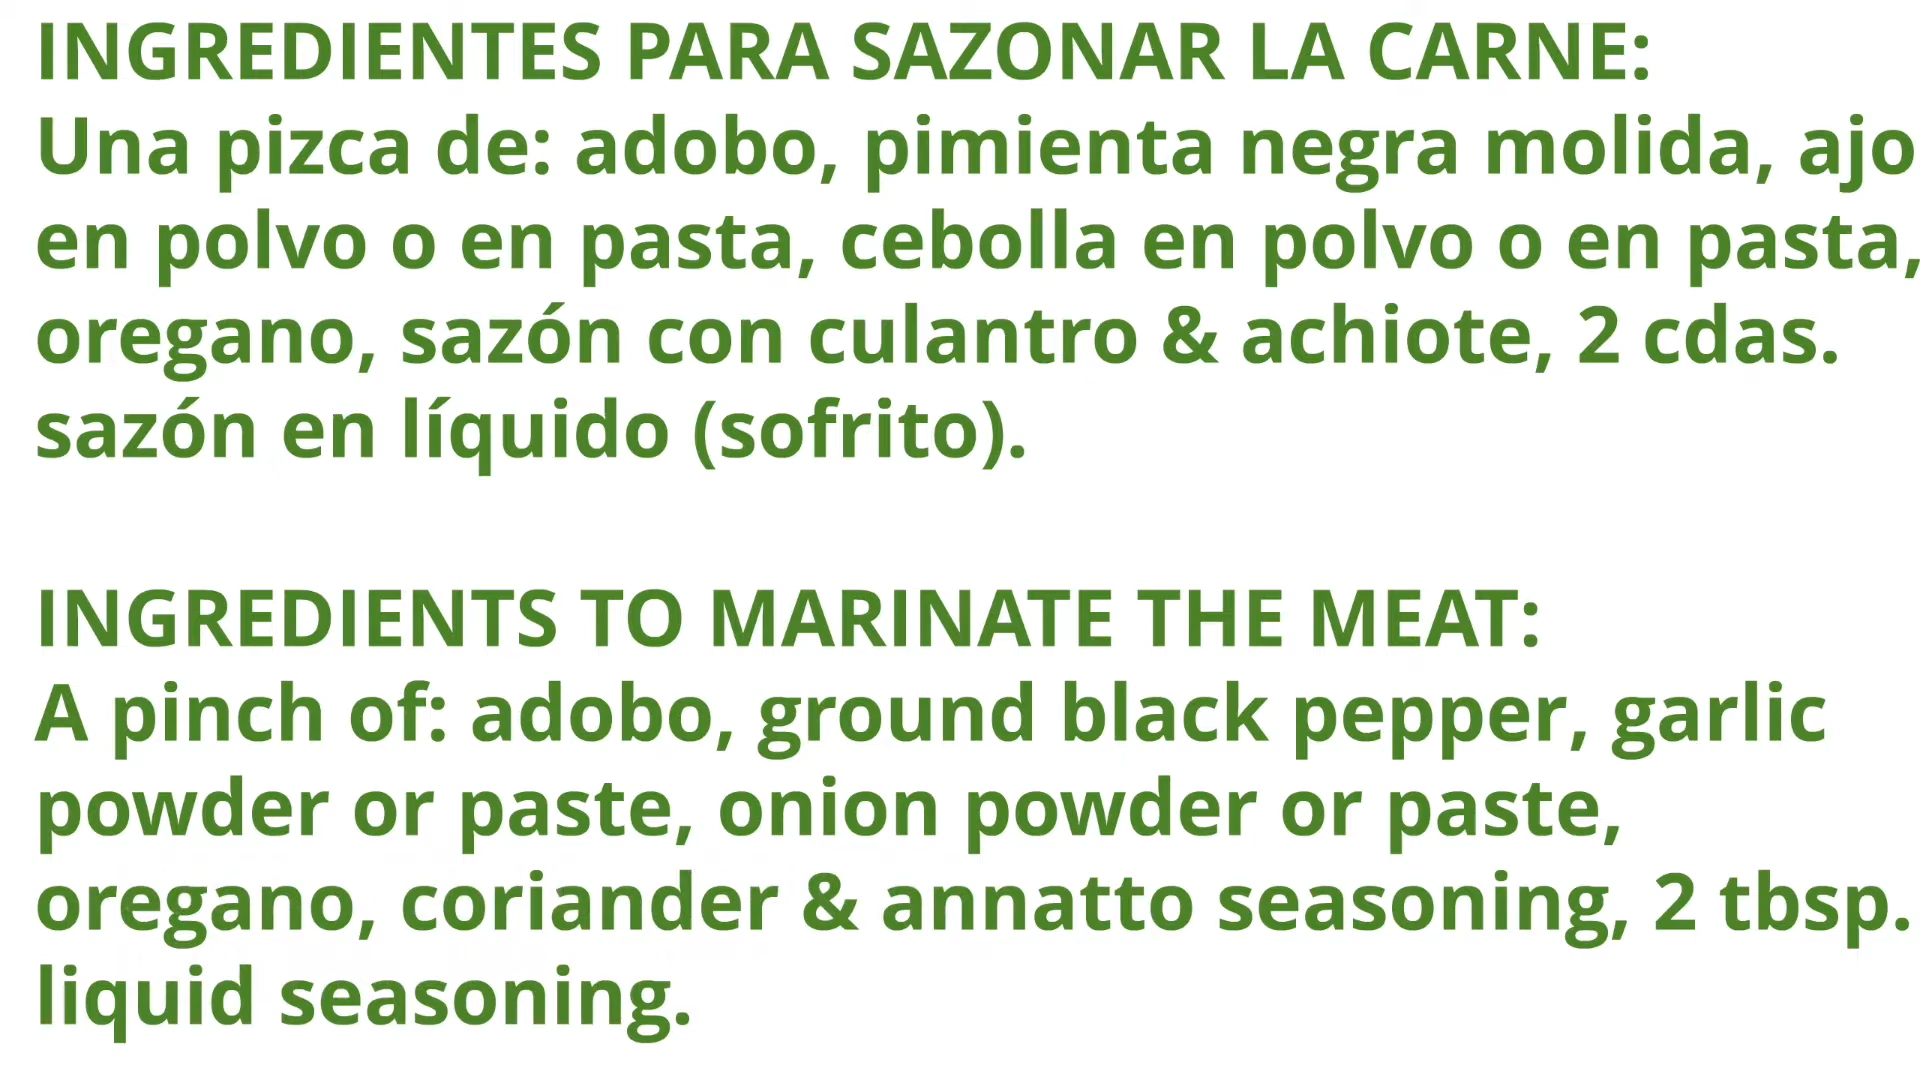 INGREDIENTES PARA SAZONAR LA CARNE:
Una pizca de: adobo, pimienta negra molida, ajo
en polvo o en pasta, cebolla en polvo o en pasta,
oregano, sazón con culantro & achiote, 2 cdas.
sazón en líquido (sofrito).
INGREDIENTS TO MARINATE THE MEAT:
A pinch of: adobo, ground black pepper, garlic
powder or paste, onion powder or paste,
oregano, coriander & annatto seasoning, 2 tbsp.
liquid seasoning.